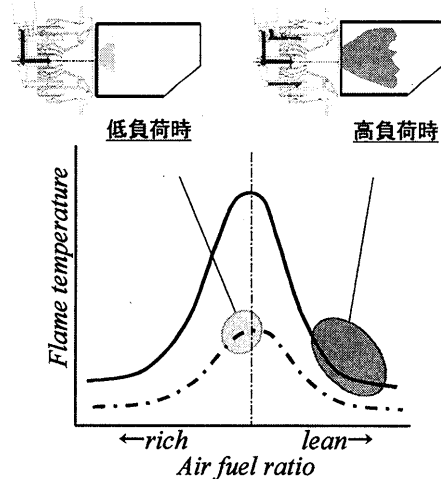 低負荷時
高負荷時
Flame temperature
←rich
lean→
Air fuel ratio